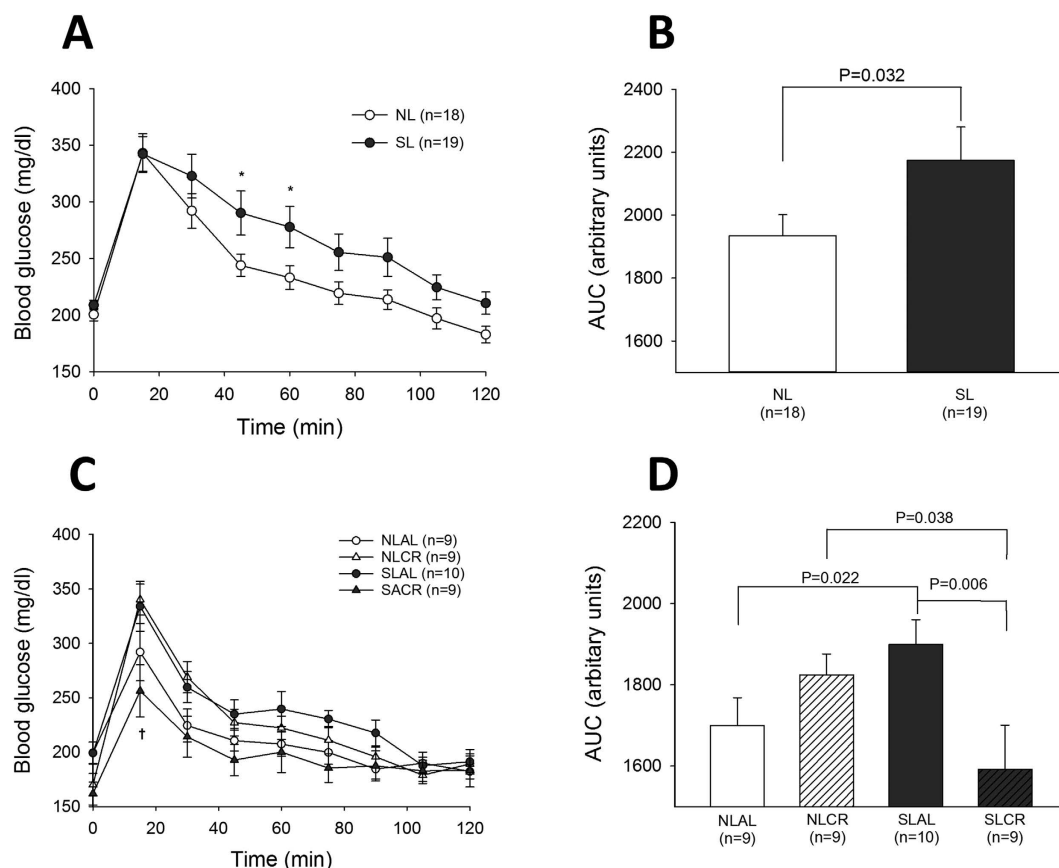 A
Blood glucose (mg/dl)
400
350
300
250
200
150
NL (n=18)
SL (n=19)
*
*
0
20
40
60
80
100
120
Time (min)
B
AUC (arbitrary units)
2400
2200
2000
1800
1600
P=0.032
NL
(n=18)
SL
(n=19)
C
Blood glucose (mg/dl)
400
350
300
250
200
150
NLAL (n=9)
NLCR (n=9)
SLAL (n=10)
SACR (n=9)
†
0
20
40
60
80
100
120
Time (min)
D
AUC (arbitary units)
2200
2000
1800
1600
P=0.038
P=0.022
P=0.006
NLAL
(n=9)
NLCR
(n=9)
SLAL
(n=10)
SLCR
(n=9)